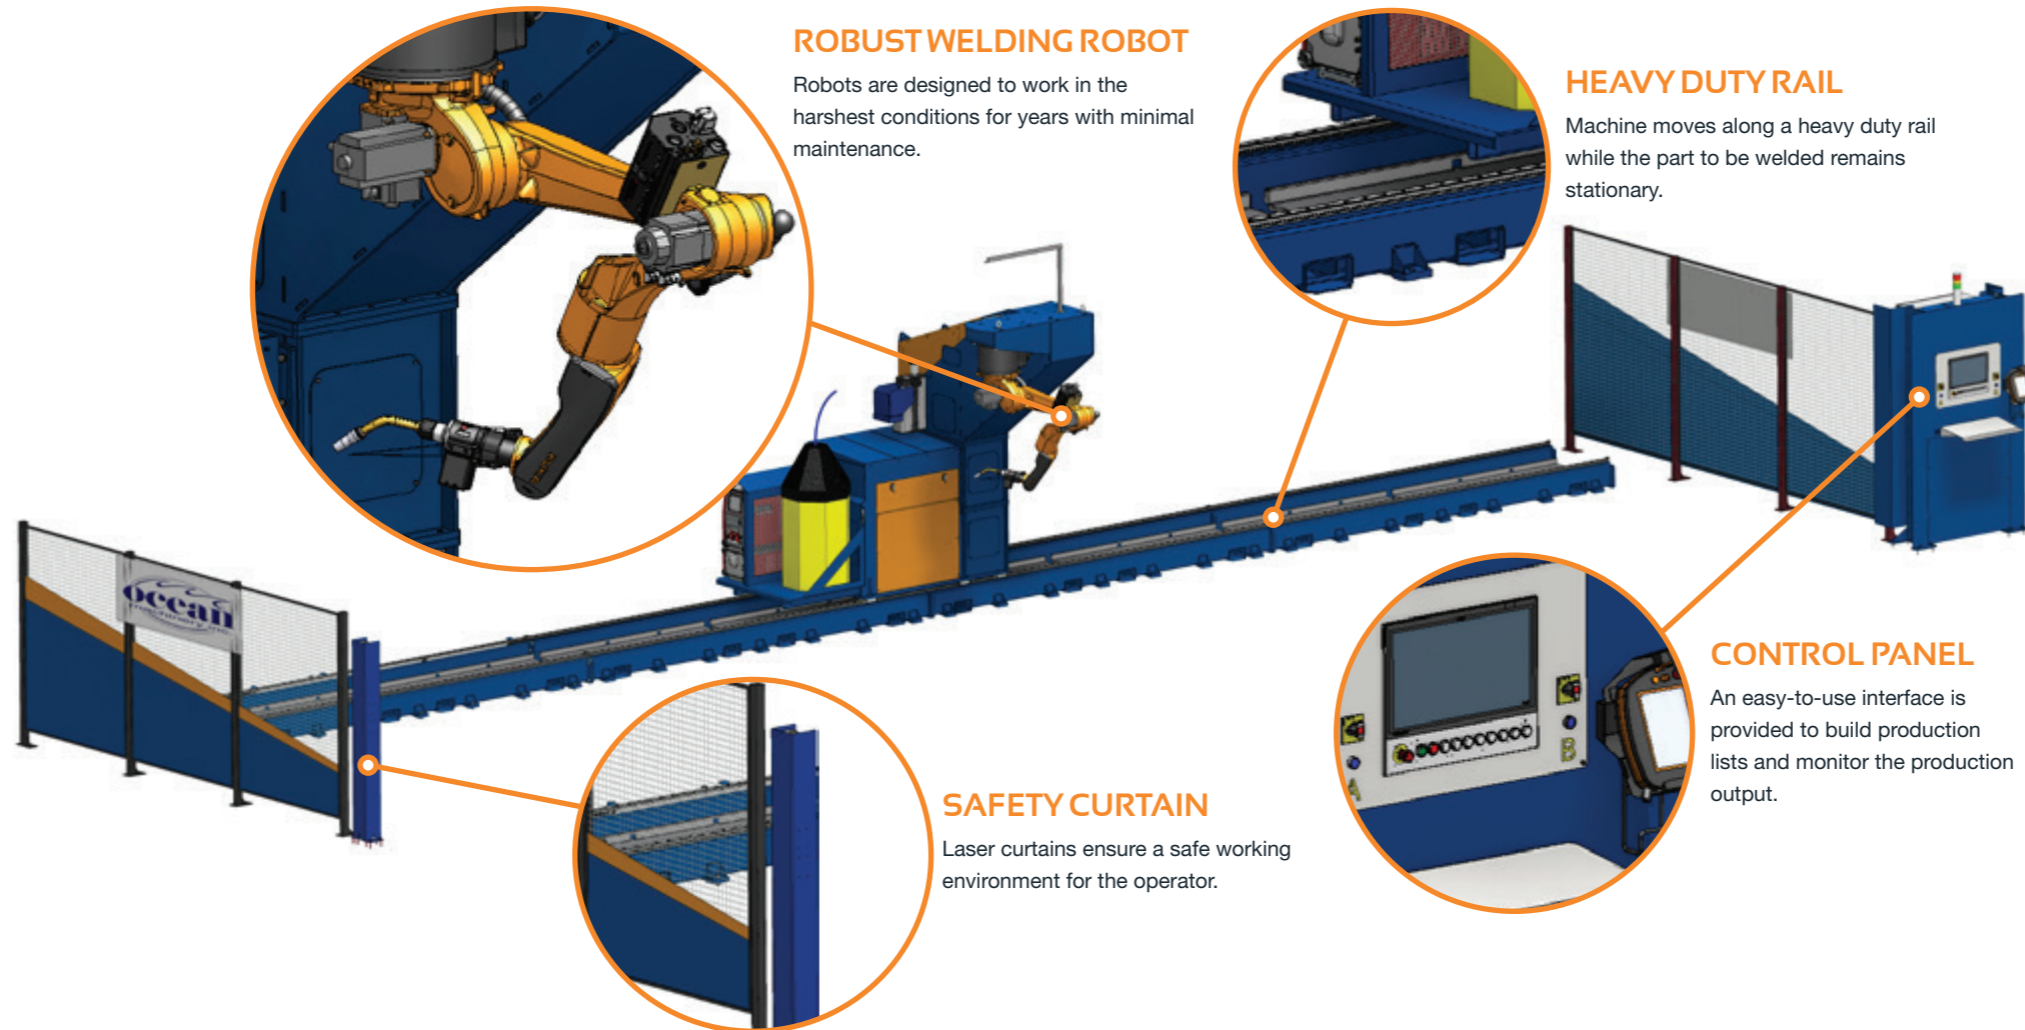 ROBUST WELDING ROBOT
Robots are designed to work in the
harshest conditions for years with minimal
maintenance.
HEAVY DUTY RAIL
Machine moves along a heavy duty rail
while the part to be welded remains
stationary.
ocean
machinery, inc.
CONTROL PANEL
An easy-to-use interface is
provided to build production
lists and monitor the production
output.
A
B
SAFETY CURTAIN
Laser curtains ensure a safe working
environment for the operator.